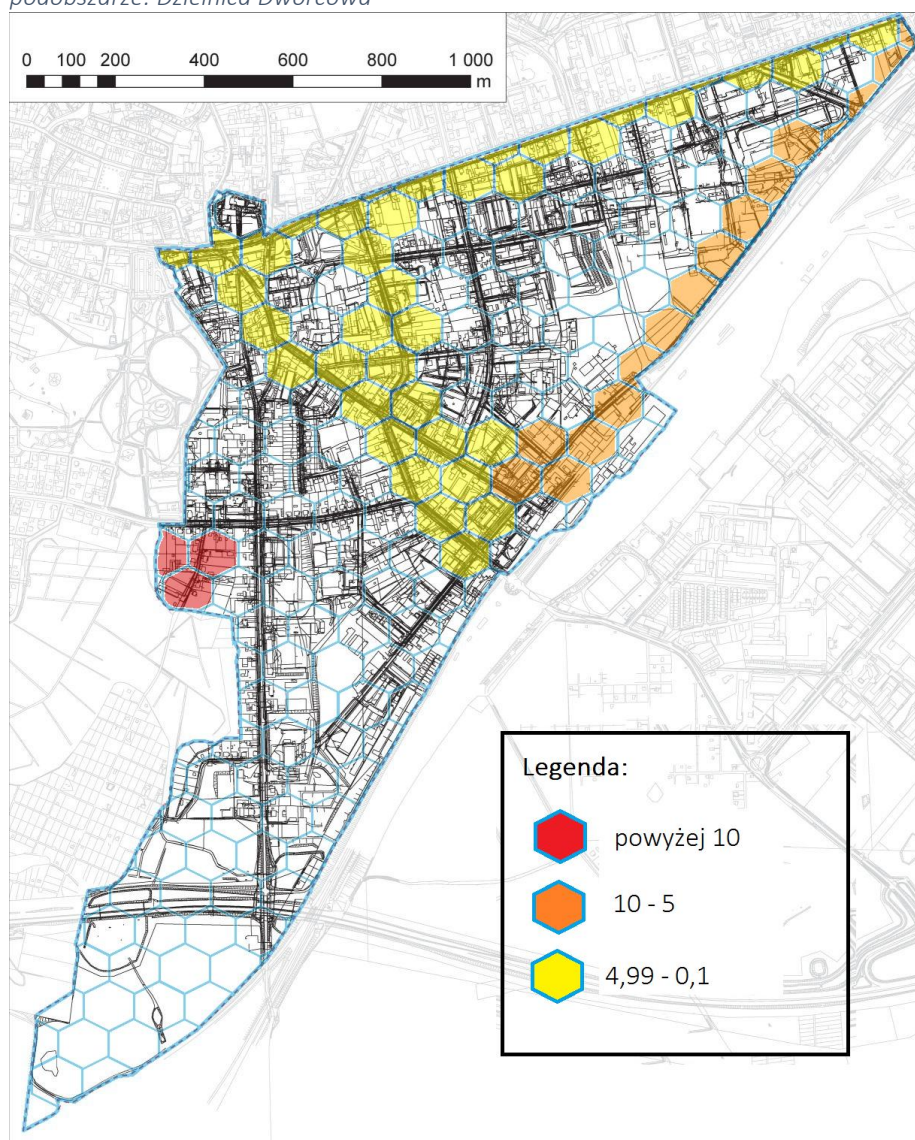 podobszarze: Dzielnica Dworcowa
0 100 200 400 600 800 1 000
m
Legenda:
powyżej 10
10 - 5
4,99 - 0,1